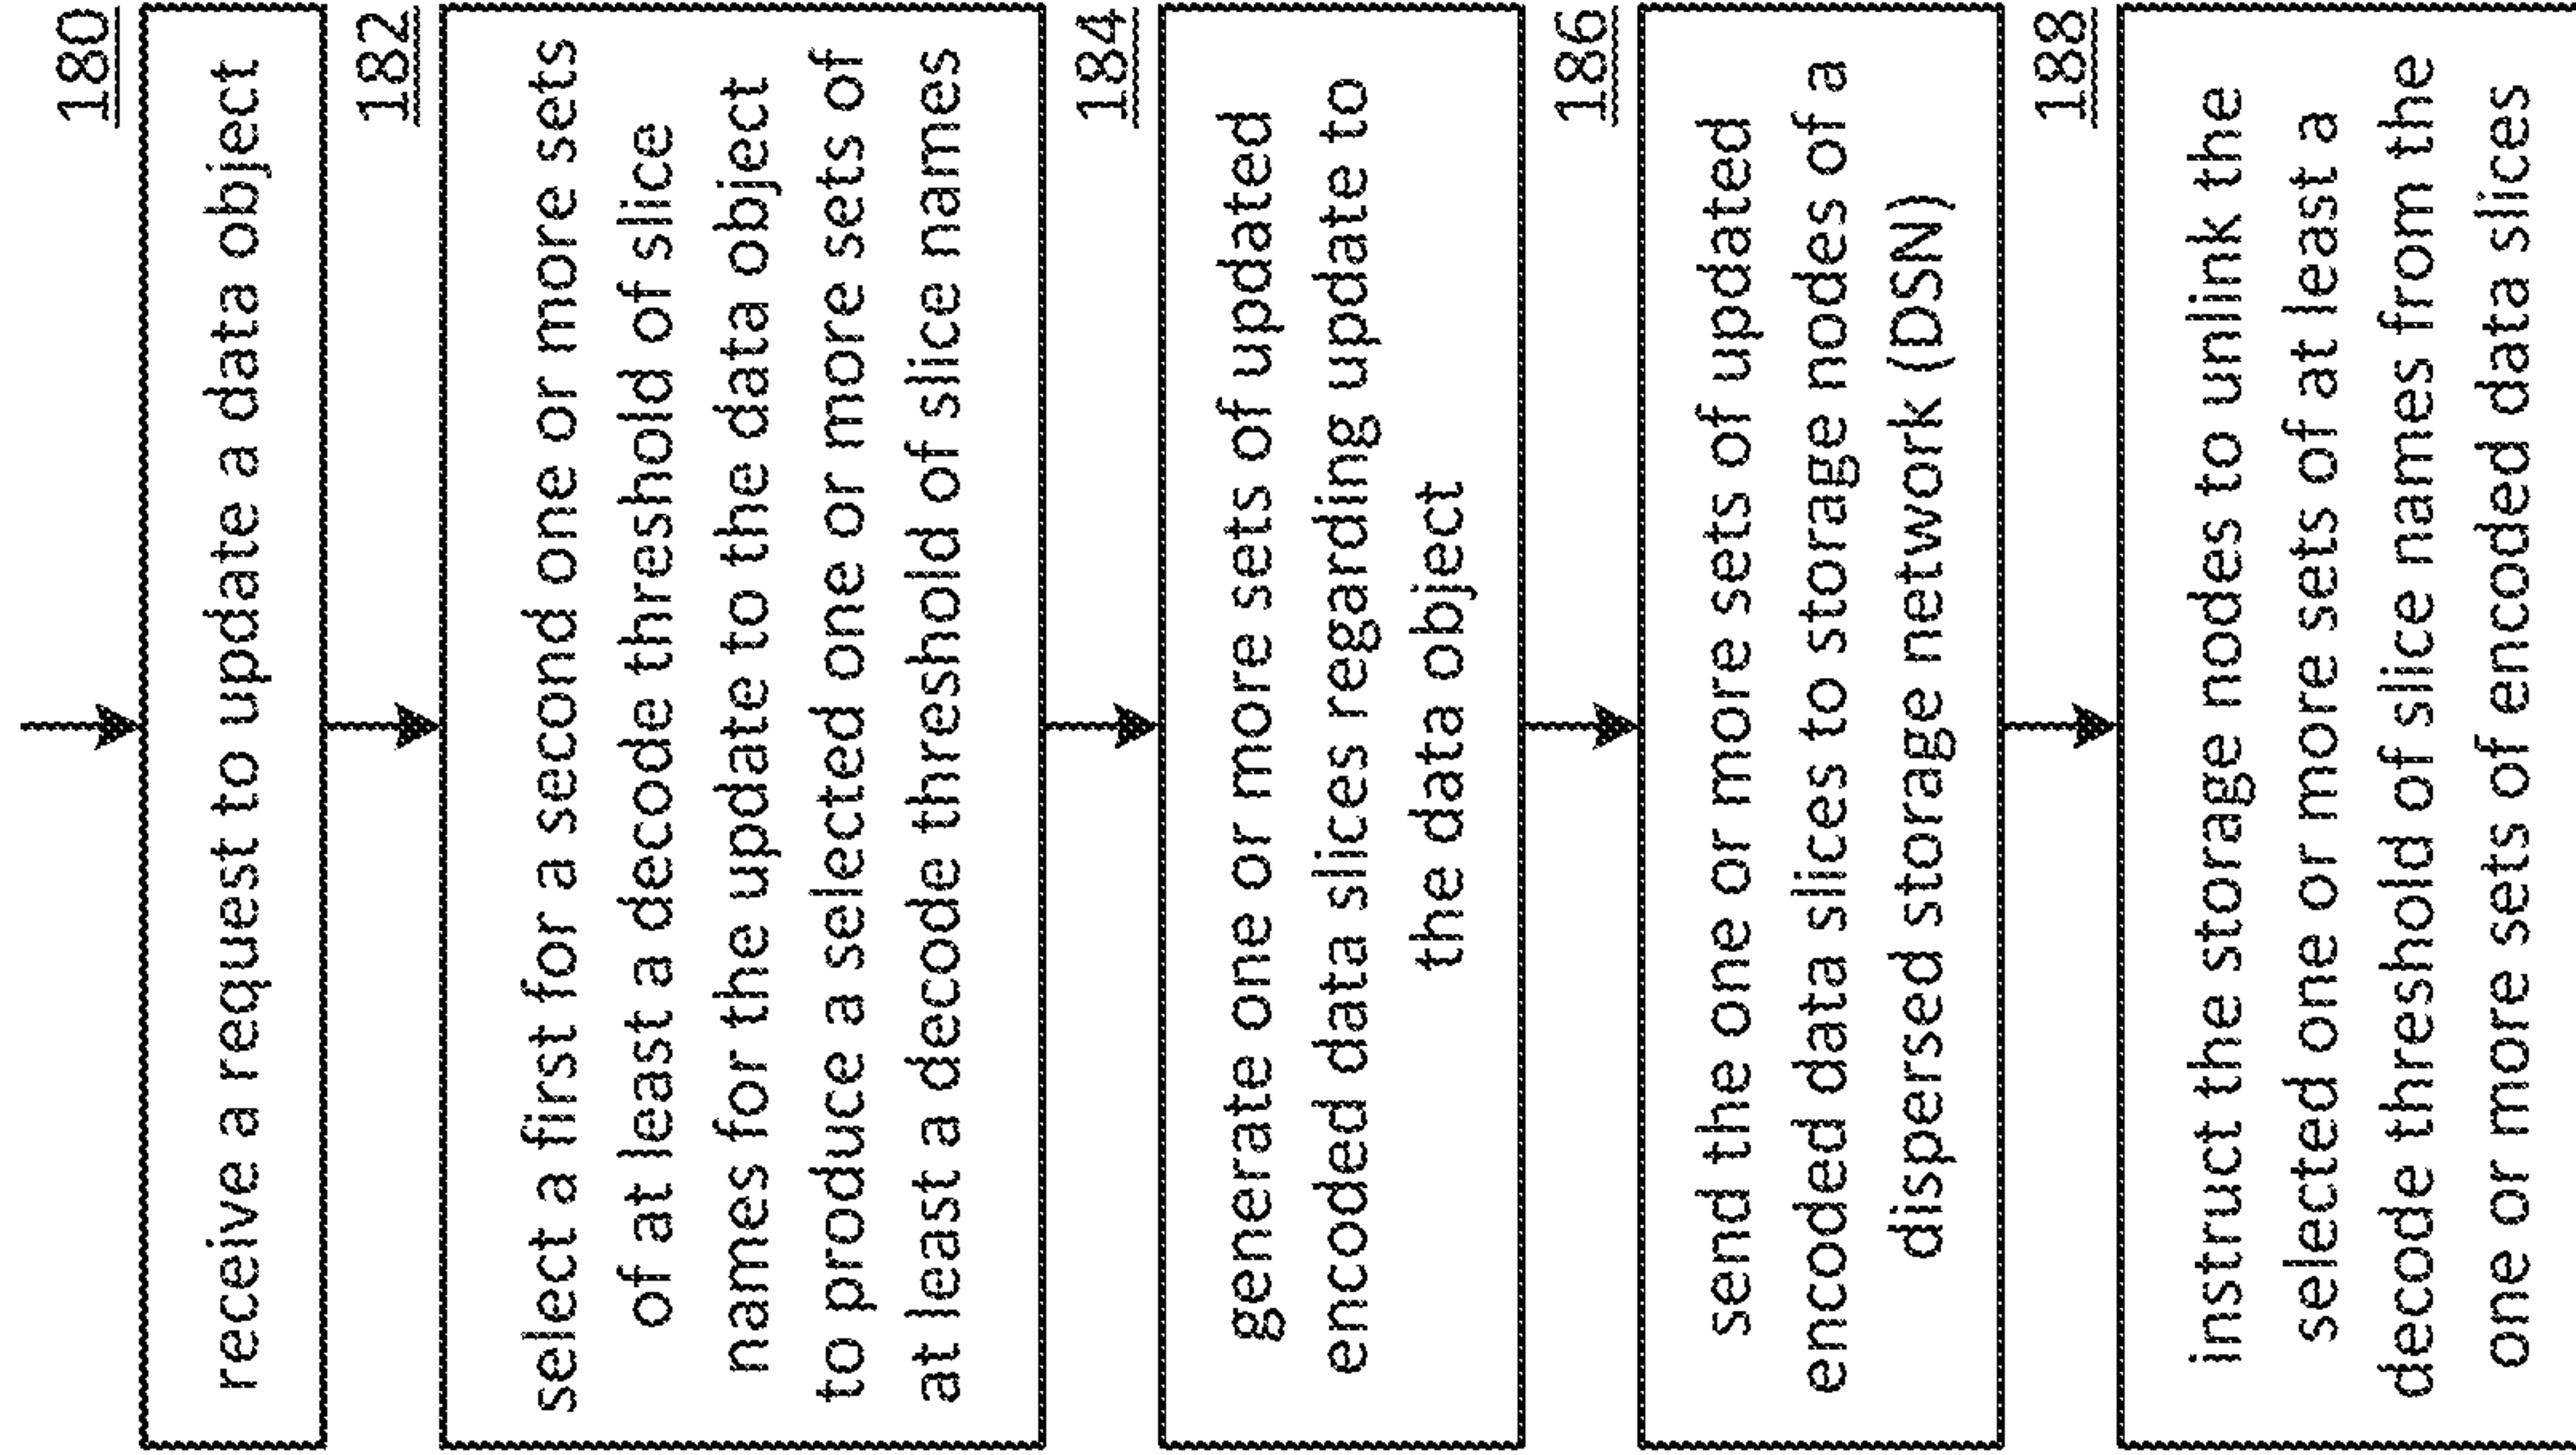 180
receive a request to update a data object
182
select a first for a second one or more sets
of at least a decode threshold of slice
names for the update to the data object
to produce a selected one or more sets of
at least a decode threshold of slice names
184
generate one or more sets of updated
encoded data slices regarding update to
the data object
186
send the one or more sets of updated
encoded data slices to storage nodes of a
dispersed storage network (DSN)
188
instruct the storage nodes to unlink the
selected one or more sets of at least a
decode threshold of slice names from the
one or more sets of encoded data slices